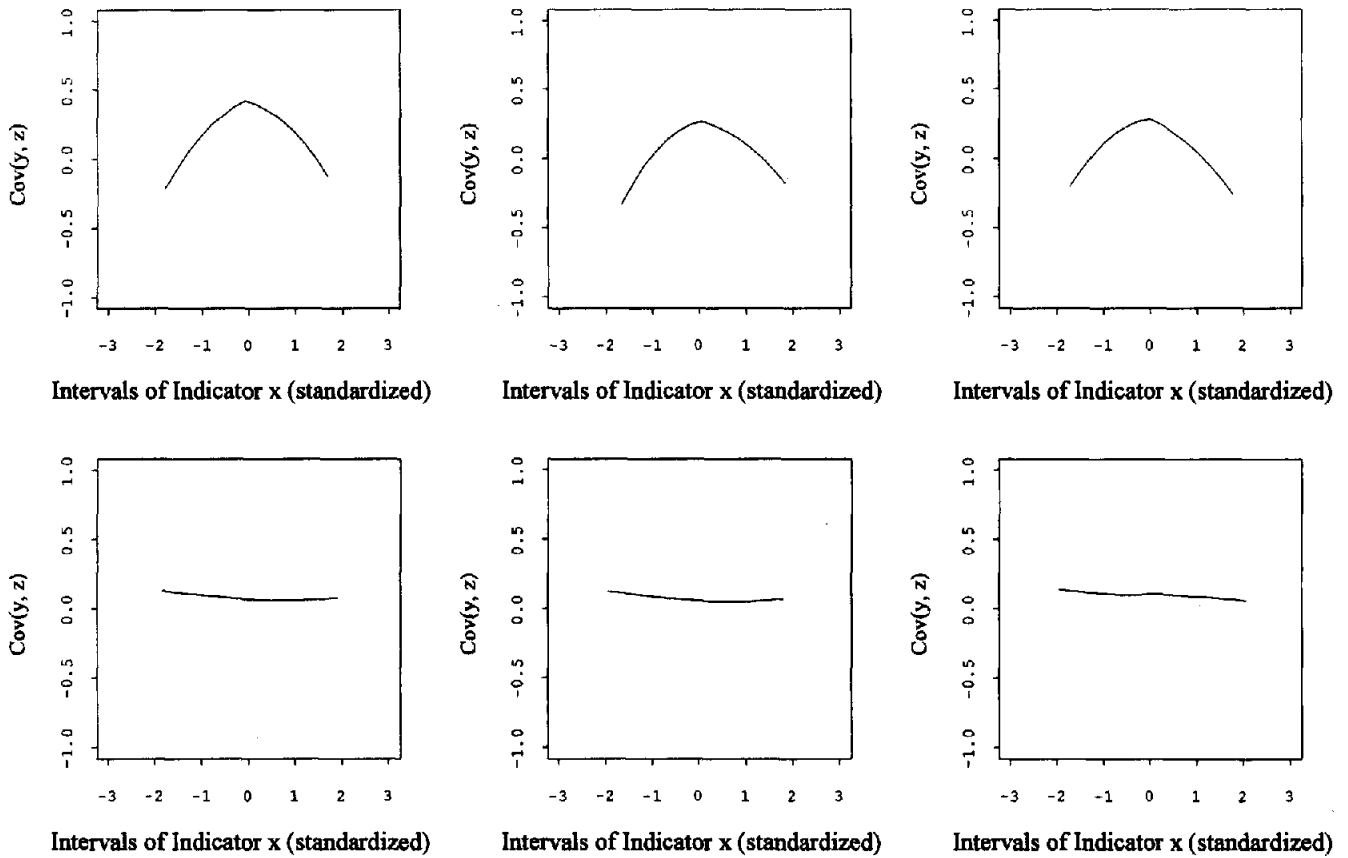 1.0
0.5
0.0
-0.5
-1.0
Cov(y, z)
-3 -2 -1 0 1 2 3
Intervals of Indicator x (standardized)
1.0
0.5
0.0
-0.5
-1.0
Cov(y, z)
-3 -2 -1 0 1 2 3
Intervals of Indicator x (standardized)
1.0
0.5
0.0
-0.5
-1.0
Cov(y, z)
-3 -2 -1 0 1 2 3
Intervals of Indicator x (standardized)
1.0
0.5
0.0
-0.5
-1.0
Cov(y, z)
-3 -2 -1 0 1 2 3
Intervals of Indicator x (standardized)
1.0
0.5
0.0
-0.5
-1.0
Cov(y, z)
-3 -2 -1 0 1 2 3
Intervals of Indicator x (standardized)
1.0
0.5
0.0
-0.5
-1.0
Cov(y, z)
-3 -2 -1 0 1 2 3
Intervals of Indicator x (standardized)